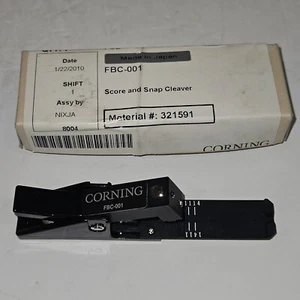 Made In Japan
Date
1/22/2010
FBC-001
SHIFT
I
Score and Snap Cleaver
Assy by
NIXJA
Material #: 321591
8004
CORNING
CORNING
FBC-001